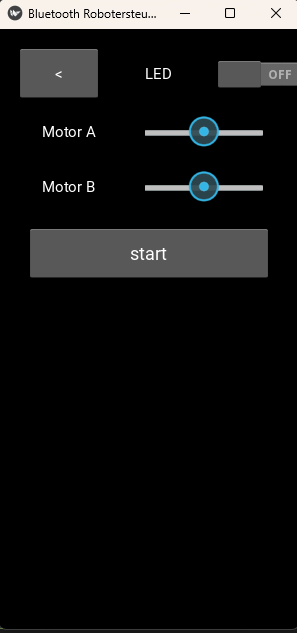 Bluetooth Robotersteu...
< LED OFF
Motor A
Motor B
start